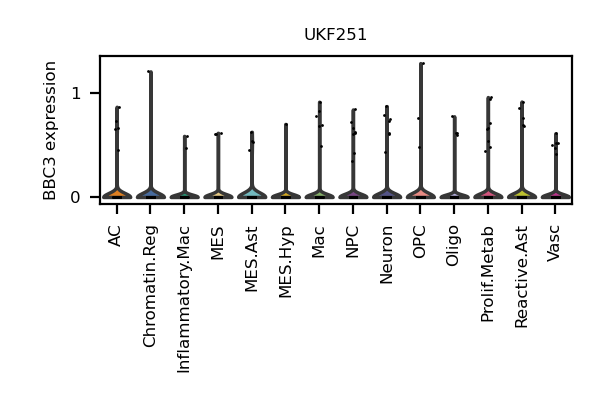 UKF251
BBC3 expression
1
0
AC
Chromatin.Reg
Inflammatory.Mac
MES
MES.Ast
MES.Hyp
Mac
NPC
Neuron
OPC
Oligo
Prolif.Metab
Reactive.Ast
Vasc